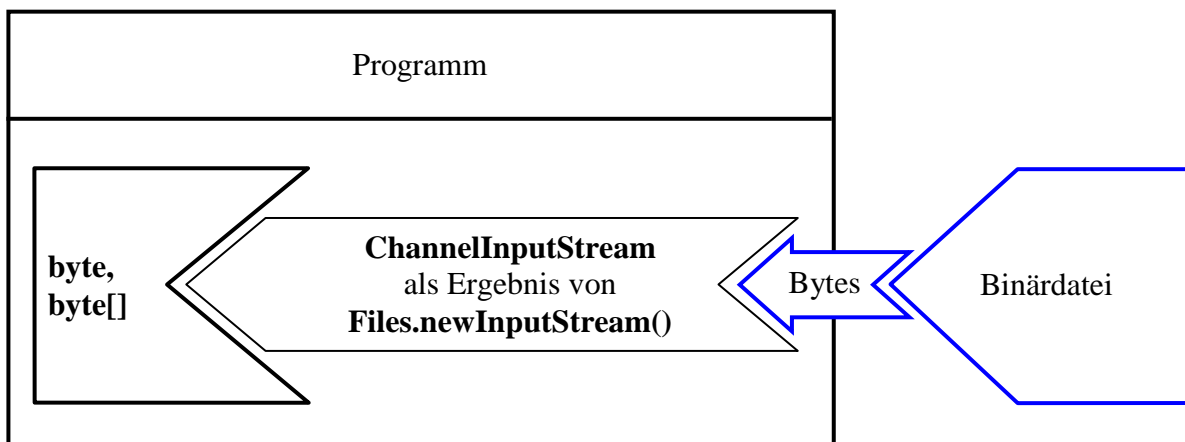 Programm
byte,
byte[]
ChannelInputStream
als Ergebnis von
Files.newInputStream()
Bytes
Binärdatei